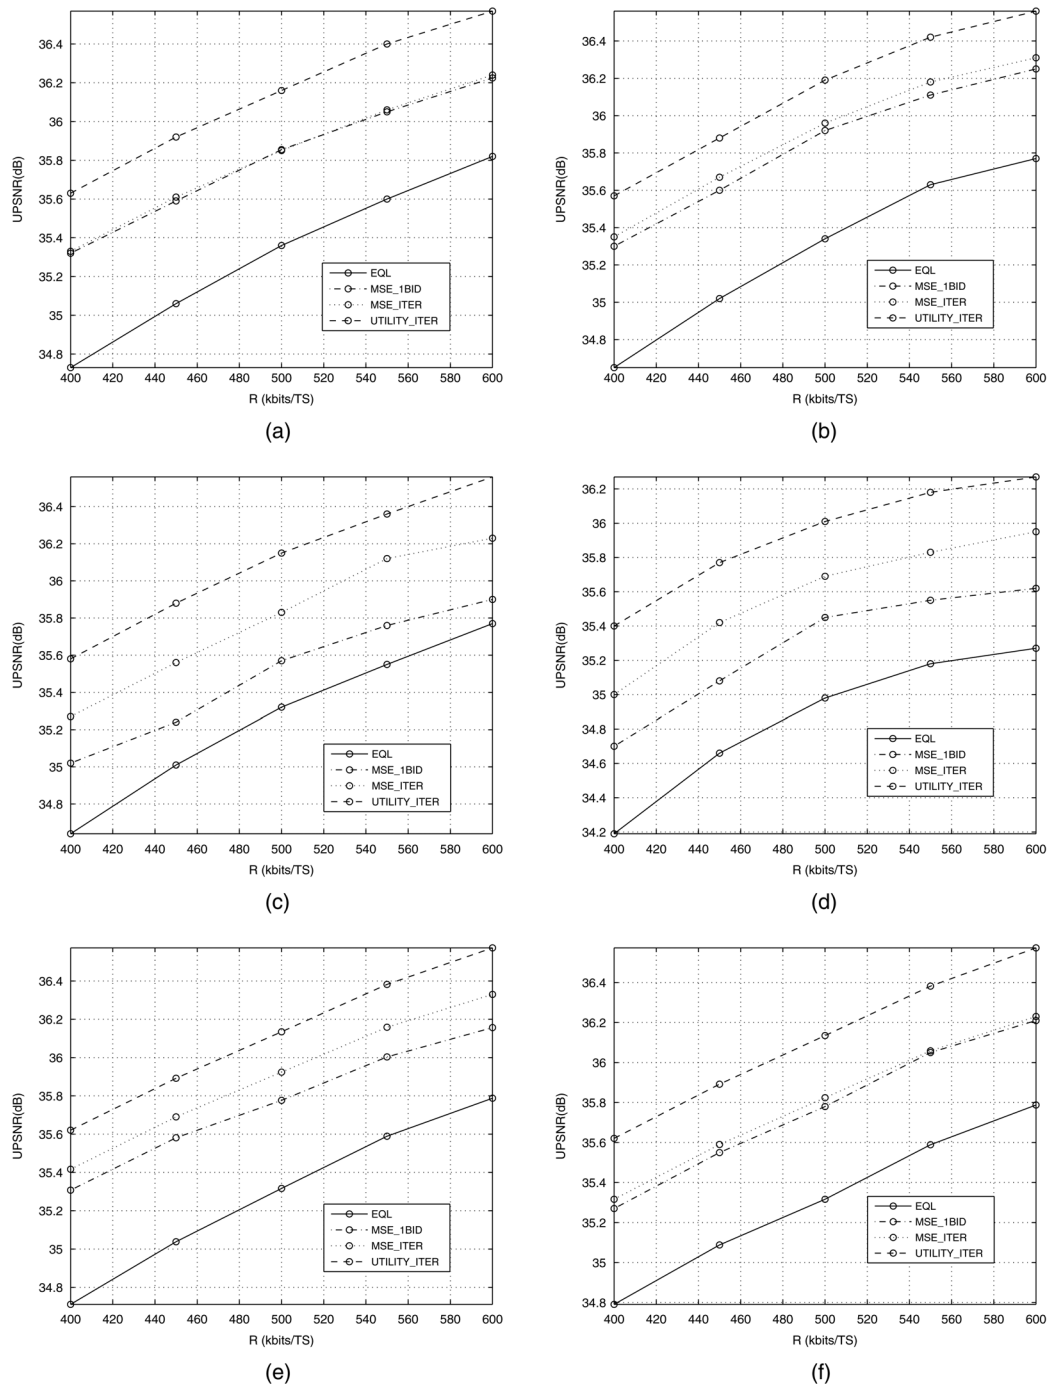 36.4
36.2
36
35.8
35.6
35.4
35.2
35
34.8
UPSNR(dB)
400 420 440 460 480 500 520 540 560 580 600
R (kbits/TS)
EQL
MSE_1BID
MSE_ITER
UTILITY_ITER
(a)
36.4
36.2
36
35.8
35.6
35.4
35.2
35
34.8
UPSNR(dB)
400 420 440 460 480 500 520 540 560 580 600
R (kbits/TS)
EQL
MSE_1BID
MSE_ITER
UTILITY_ITER
(b)
36.4
36.2
36
35.8
35.6
35.4
35.2
35
34.8
UPSNR(dB)
400 420 440 460 480 500 520 540 560 580 600
R (kbits/TS)
EQL
MSE_1BID
MSE_ITER
UTILITY_ITER
(c)
36.2
36
35.8
35.6
35.4
35.2
35
34.8
34.6
34.4
34.2
UPSNR(dB)
400 420 440 460 480 500 520 540 560 580 600
R (kbits/TS)
EQL
MSE_1BID
MSE_ITER
UTILITY_ITER
(d)
36.4
36.2
36
35.8
35.6
35.4
35.2
35
34.8
UPSNR(dB)
400 420 440 460 480 500 520 540 560 580 600
R (kbits/TS)
EQL
MSE_1BID
MSE_ITER
UTILITY_ITER
(e)
36.4
36.2
36
35.8
35.6
35.4
35.2
35
34.8
UPSNR(dB)
400 420 440 460 480 500 520 540 560 580 600
R (kbits/TS)
EQL
MSE_1BID
MSE_ITER
UTILITY_ITER
(f)